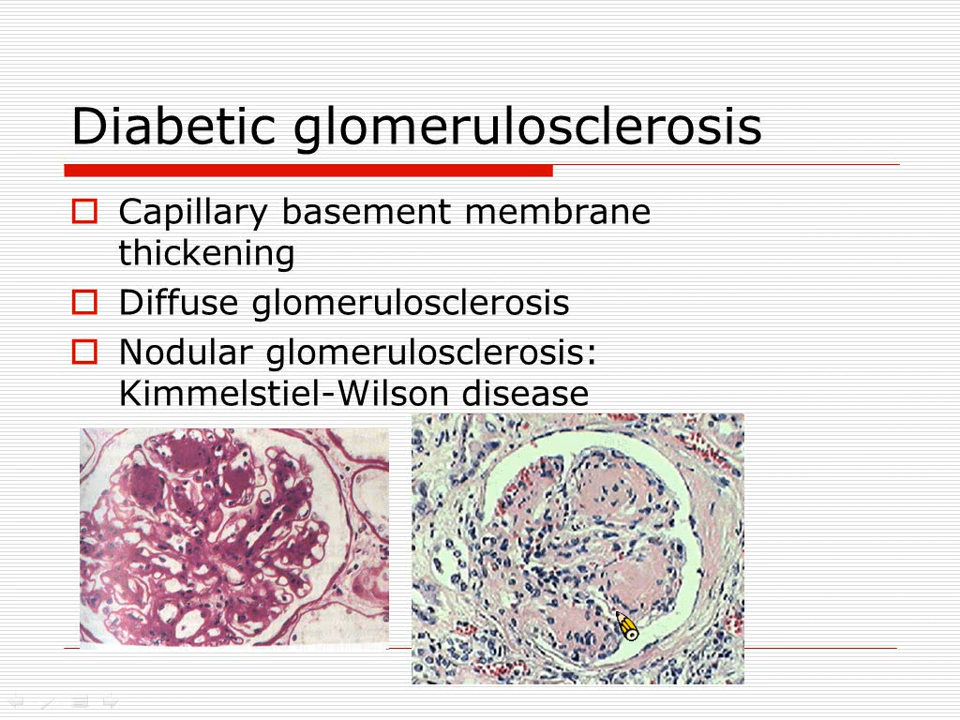 Diabetic glomerulosclerosis
Capillary basement membrane
thickening
Diffuse glomerulosclerosis
Nodular glomerulosclerosis:
Kimmelstiel-Wilson disease